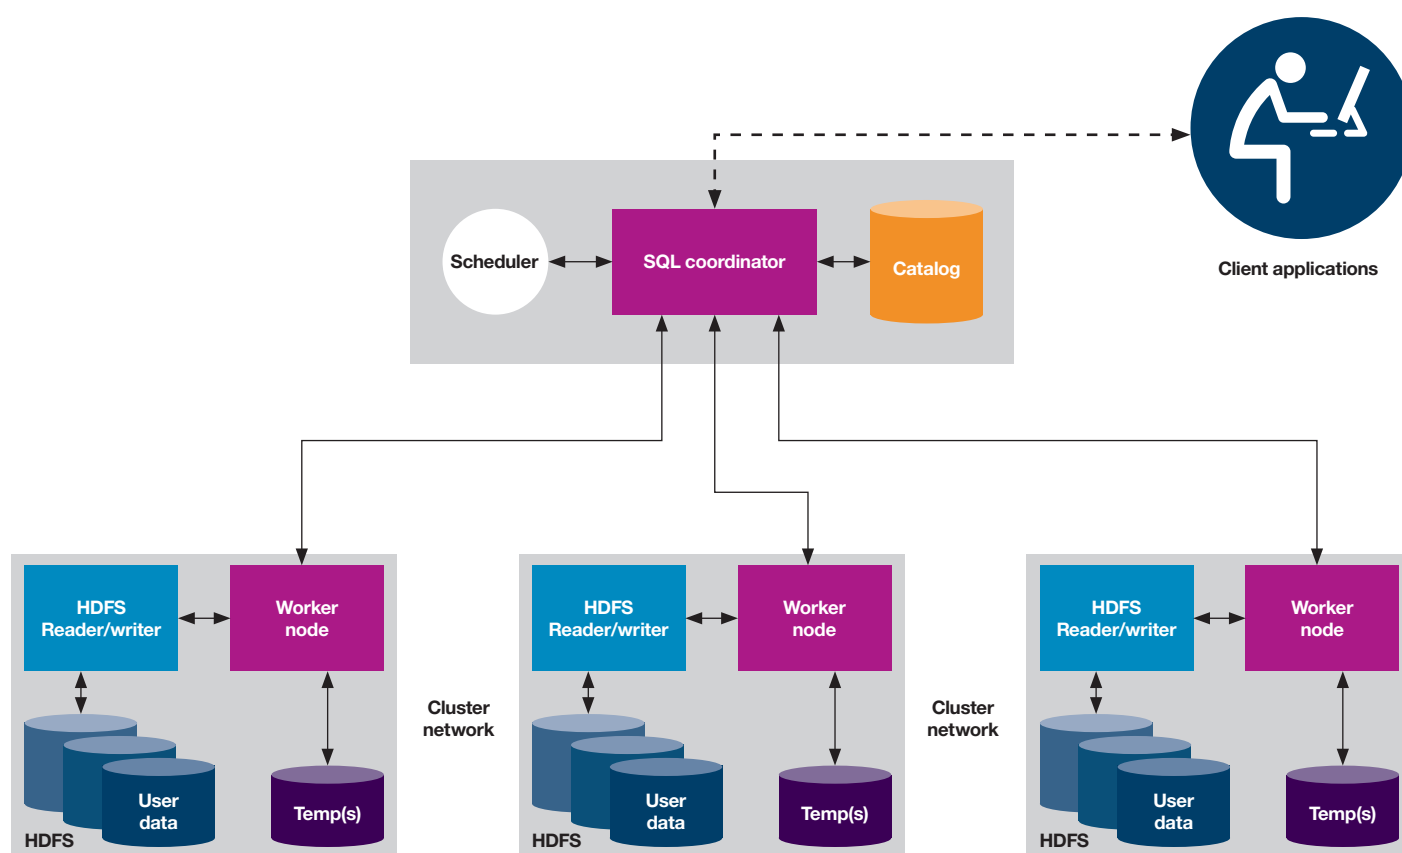 Client applications
Scheduler
SQL coordinator
Catalog
HDFS
Reader/writer
Worker
node
User
data
Temp(s)
HDFS
Cluster
network
HDFS
Reader/writer
Worker
node
User
data
Temp(s)
HDFS
Cluster
network
HDFS
Reader/writer
Worker
node
User
data
Temp(s)
HDFS